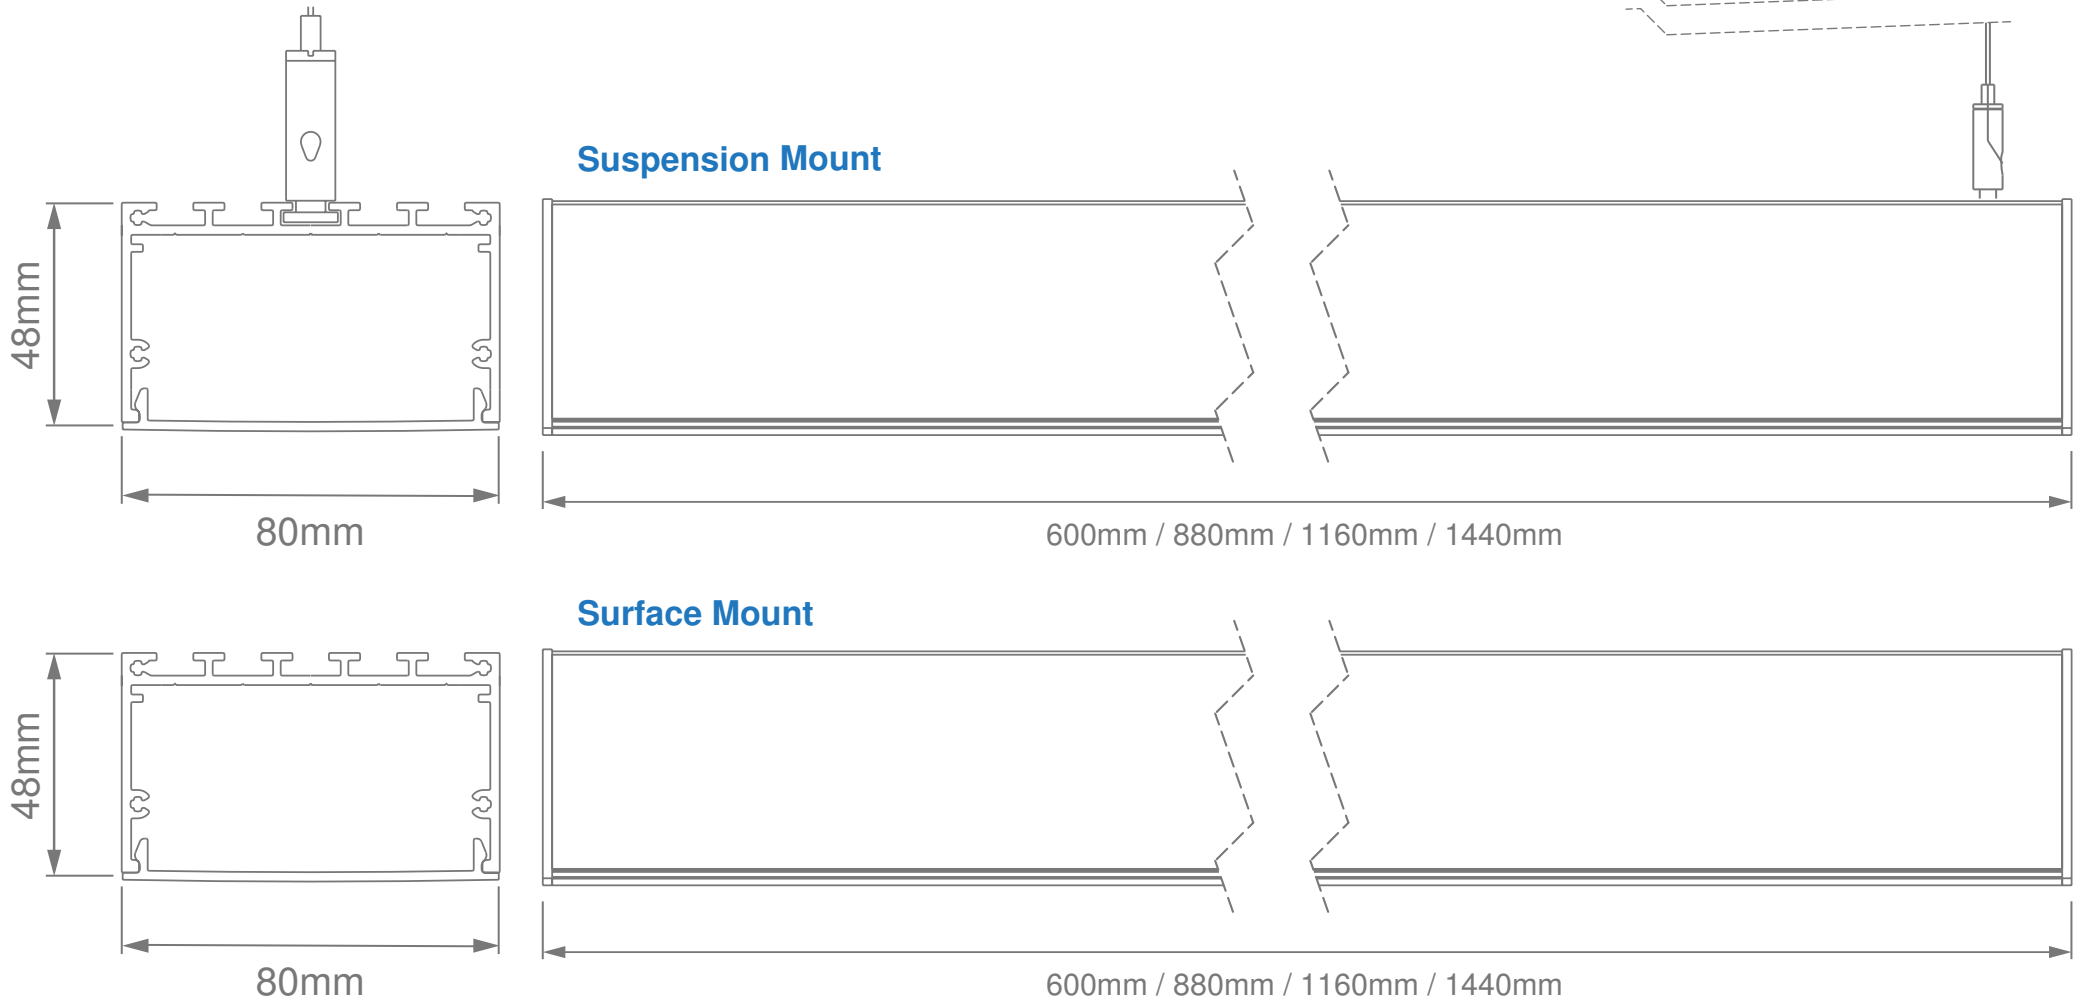 Suspension Mount
48mm
80mm
600mm / 880mm / 1160mm / 1440mm
Surface Mount
48mm
80mm
600mm / 880mm / 1160mm / 1440mm